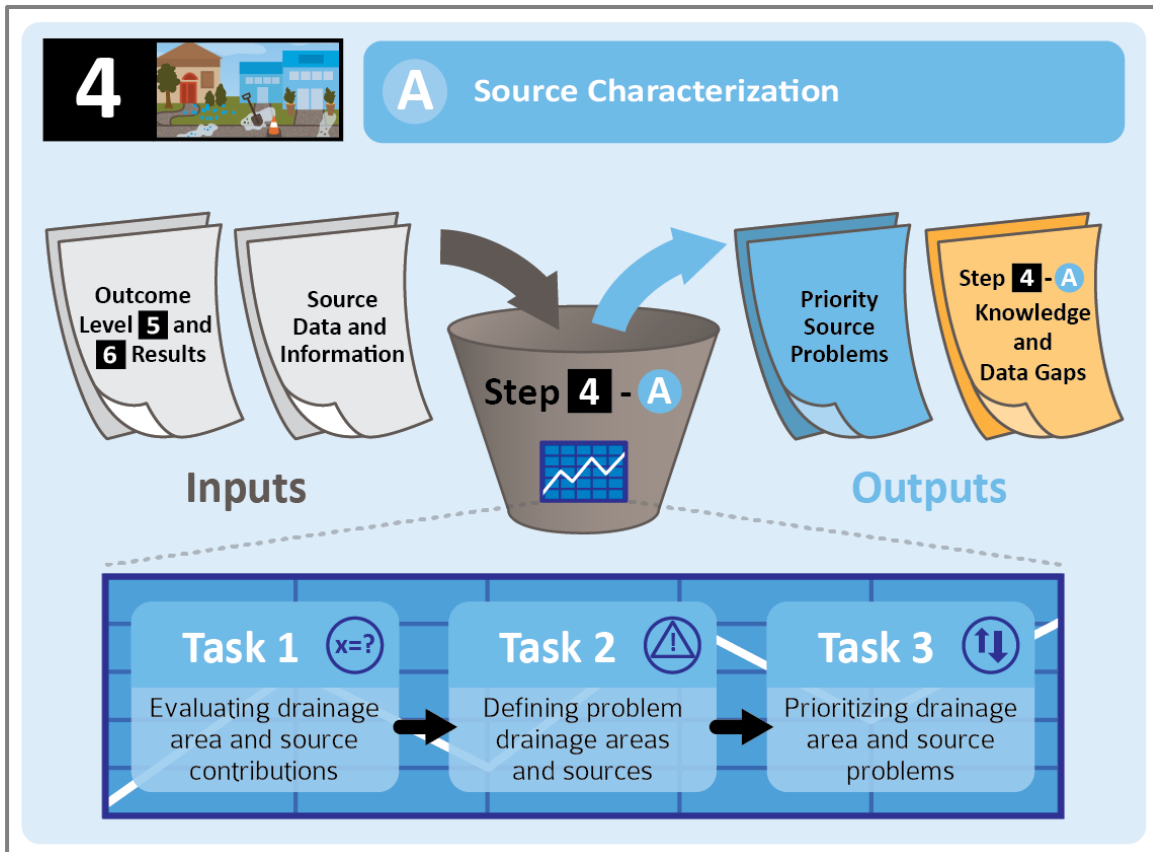 4
A Source Characterization
Outcome
Level 5 and
6 Results
Source
Data and
Information
Step 4 - A
Priority
Source
Problems
Step 4 - A
Knowledge
and
Data Gaps
Inputs
Outputs
Task 1
x=?
Evaluating drainage
area and source
contributions
Task 2
!
Defining problem
drainage areas
and sources
Task 3
Prioritizing drainage
area and source
problems